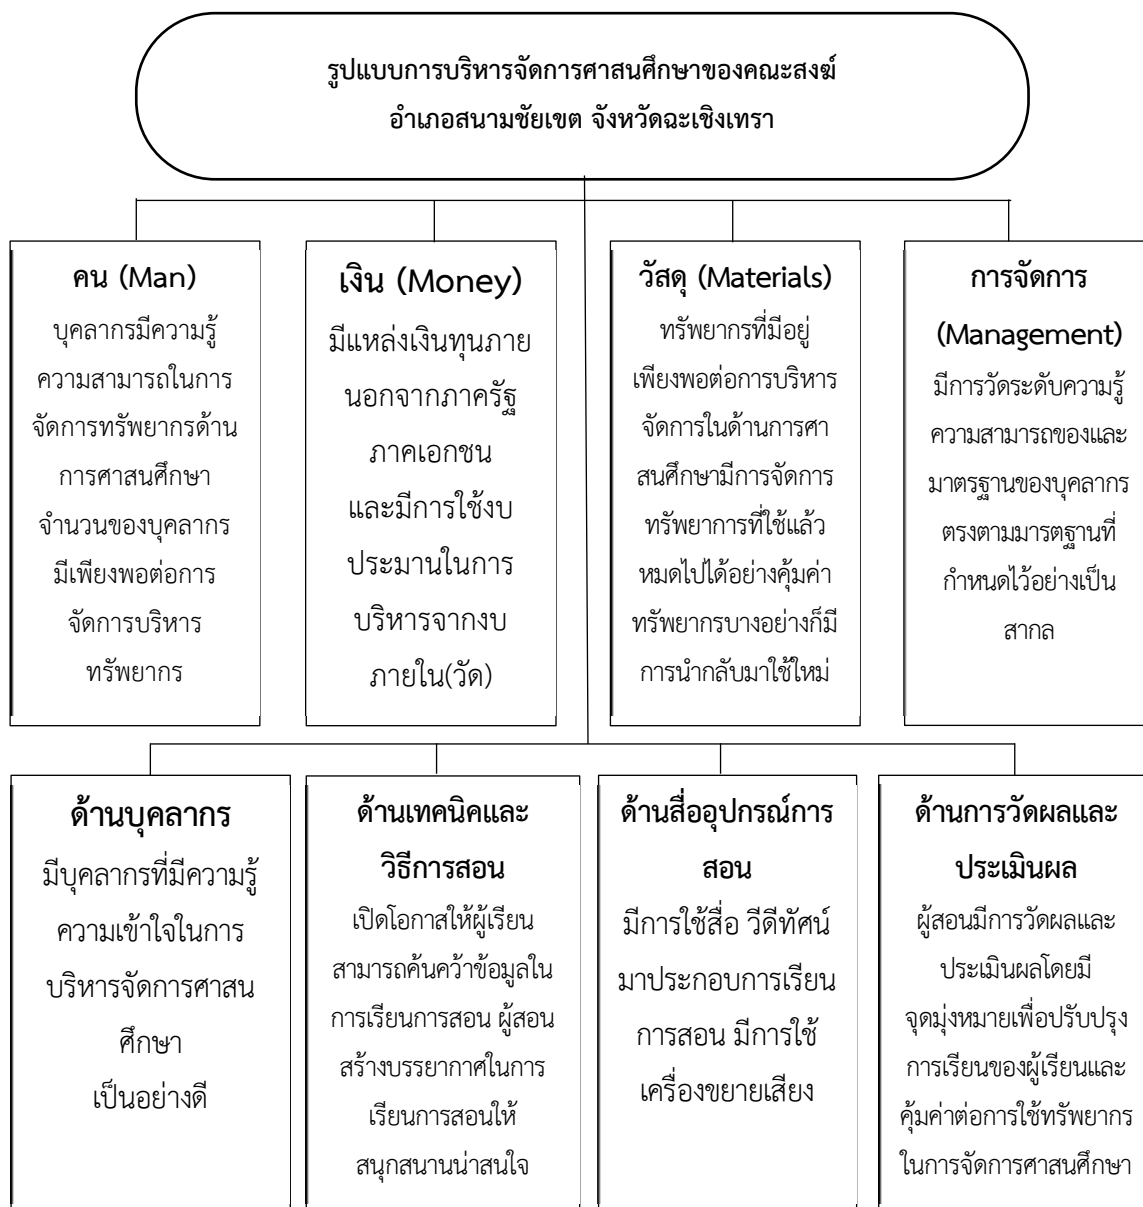 รูปแบบการบริหารจัดการศาสนศึกษาของคณะสงฆ์
อำเภอสนามชัยเขต จังหวัดฉะเชิงเทรา
คน (Man)
บุคลากรมีความรู้
ความสามารถในการ
จัดการทรัพยากรด้าน
การศาสนศึกษา
จำนวนของบุคลากร
มีเพียงพอต่อการ
จัดการบริหาร
ทรัพยากร
เงิน (Money)
มีแหล่งเงินทุนภาย
นอกจากภาครัฐ
ภาคเอกชน
และมีการใช้งบ
ประมานในการ
บริหารจากงบ
ภายใน(วัด)
วัสดุ (Materials)
ทรัพยากรที่มีอยู่
เพียงพอต่อการบริหาร
จัดการในด้านการศา
สนศึกษามีการจัดการ
ทรัพยาการที่ใช้แล้ว
หมดไปได้อย่างคุ้มค่า
ทรัพยากรบางอย่างก็มี
การนำกลับมาใช้ใหม่
การจัดการ
(Management)
มีการวัดระดับความรู้
ความสามารถของและ
มาตรฐานของบุคลากร
ตรงตามมารตฐานที่
กำหนดไว้อย่างเป็น
สากล
ด้านบุคลากร
มีบุคลากรที่มีความรู้
ความเข้าใจในการ
บริหารจัดการศาสน
ศึกษา
เป็นอย่างดี
ด้านเทคนิคและ
วิธีการสอน
เปิดโอกาสให้ผู้เรียน
สามารถค้นคว้าข้อมูลใน
การเรียนการสอน ผู้สอน
สร้างบรรยากาศในการ
เรียนการสอนให้
สนุกสนานน่าสนใจ
ด้านสื่ออุปกรณ์การ
สอน
มีการใช้สื่อ วีดีทัศน์
มาประกอบการเรียน
การสอน มีการใช้
เครื่องขยายเสียง
ด้านการวัดผลและ
ประเมินผล
ผู้สอนมีการวัดผลและ
ประเมินผลโดยมี
จุดมุ่งหมายเพื่อปรับปรุง
การเรียนของผู้เรียนและ
คุ้มค่าต่อการใช้ทรัพยากร
ในการจัดการศาสนศึกษา